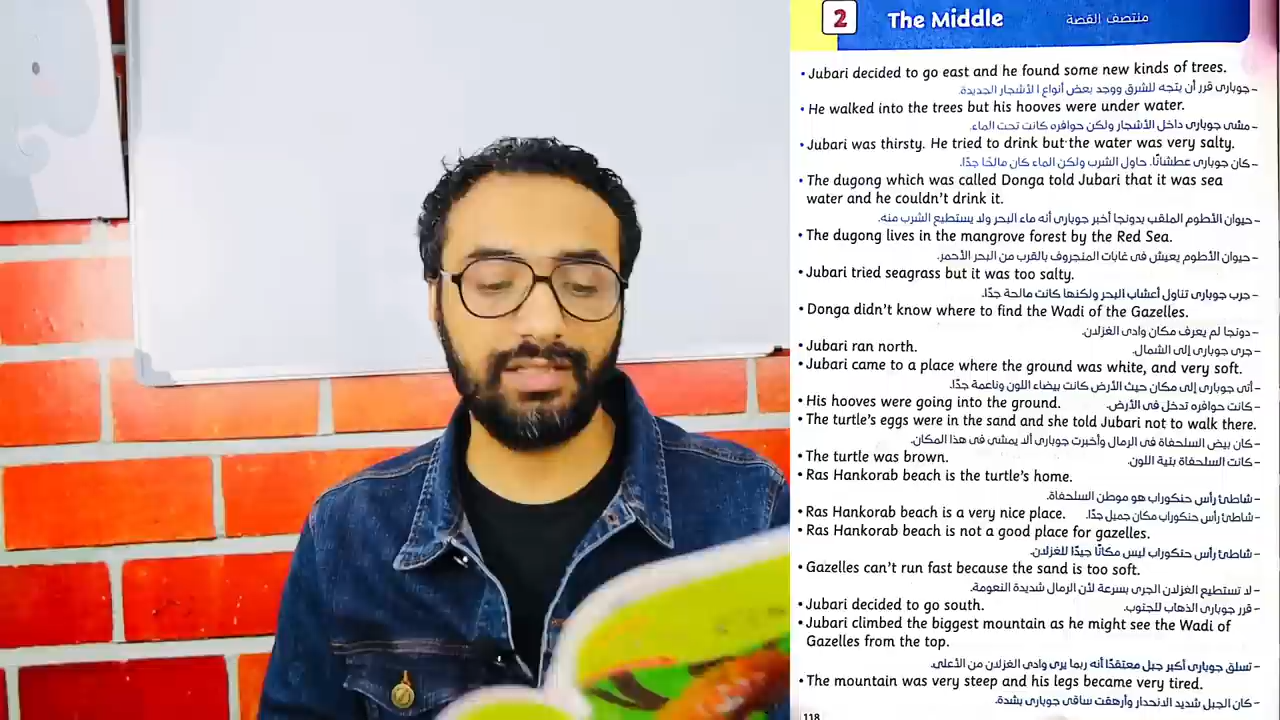 2 The Middle منتصف القصة
• Jubari decided to go east and he found some new kinds of trees.
- جوبارى قرر أن يتجه للشرق ووجد بعض أنواع الأشجار الجديدة.
• He walked into the trees but his hooves were under water.
- مشى جوبارى داخل الأشجار ولكن حوافره كانت تحت الماء.
• Jubari was thirsty. He tried to drink but the water was very salty.
- كان جوبارى عطشانًا. حاول الشرب ولكن الماء كان مالحًا جدًا.
• The dugong which was called Donga told Jubari that it was sea
water and he couldn't drink it.
- حيوان الأطوم الملقب بدونجا أخبر جوبارى أنه ماء البحر ولا يستطيع الشرب منه.
• The dugong lives in the mangrove forest by the Red Sea.
- حيوان الأطوم يعيش فى غابات المنجروف بالقرب من البحر الأحمر.
• Jubari tried seagrass but it was too salty.
- جرب جوبارى تناول أعشاب البحر ولكنها كانت مالحة جدًا.
• Donga didn't know where to find the Wadi of the Gazelles.
- دونجا لم يعرف مكان وادى الغزلان.
• Jubari ran north.
- جرى جوبارى إلى الشمال.
• Jubari came to a place where the ground was white, and very soft.
- أتى جوبارى إلى مكان حيث الأرض كانت بيضاء اللون وناعمة جدًا.
• His hooves were going into the ground. - كانت حوافره تدخل فى الأرض.
• The turtle's eggs were in the sand and she told Jubari not to walk there.
- كان بيض السلحفاة فى الرمال وأخبرت جوبارى ألا يمشى فى هذا المكان.
• The turtle was brown. - كانت السلحفاة بنية اللون.
• Ras Hankorab beach is the turtle's home.
- شاطئ رأس حنكوراب هو موطن السلحفاة.
• Ras Hankorab beach is a very nice place. - شاطئ رأس حنكوراب مكان جميل جدًا.
• Ras Hankorab beach is not a good place for gazelles.
- شاطئ رأس حنكوراب ليس مكانًا جيدًا للغزلان.
• Gazelles can't run fast because the sand is too soft.
- لا تستطيع الغزلان الجرى بسرعة لأن الرمال شديدة النعومة.
• Jubari decided to go south. - قرر جوبارى الذهاب للجنوب.
• Jubari climbed the biggest mountain as he might see the Wadi of
Gazelles from the top.
- تسلق جوبارى أكبر جبل معتقدًا أنه ربما يرى وادى الغزلان من الأعلى.
• The mountain was very steep and his legs became very tired.
- كان الجبل شديد الانحدار وأرهقت ساقى جوبارى بشدة.
118